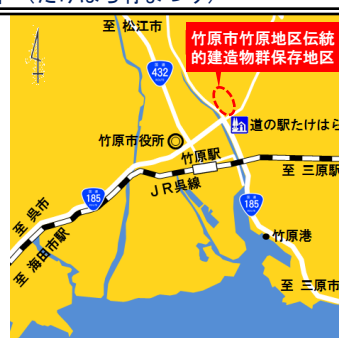 至 松江市
竹原市竹原地区伝統
的建造物群保存地区
432
道の駅たけはら
竹原市役所
竹原駅
至 三原駅
JR呉線
185
185
至 呉市
至 海田市駅
竹原港
至 三原市